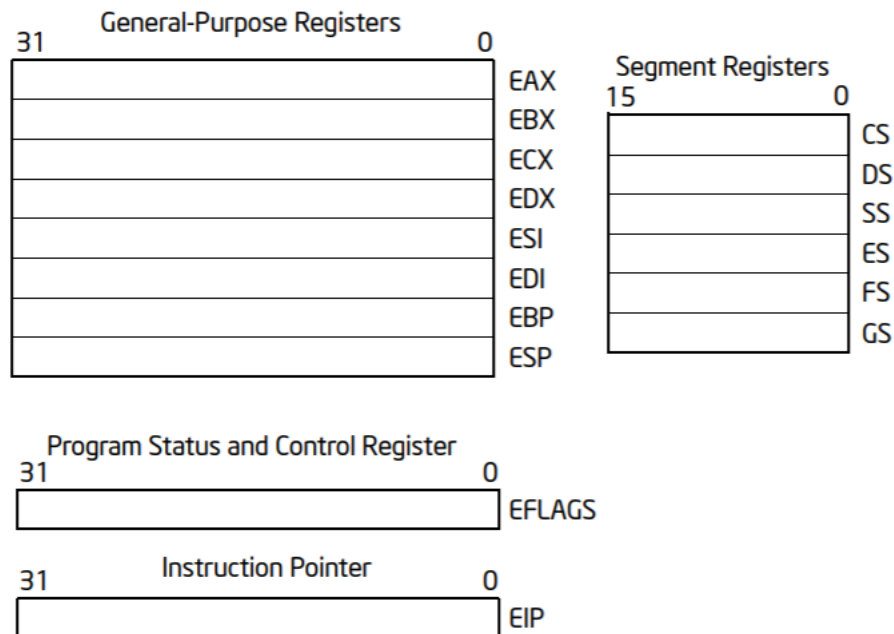 General-Purpose Registers
31 0
EAX
EBX
ECX
EDX
ESI
EDI
EBP
ESP
Segment Registers
15 0
CS
DS
SS
ES
FS
GS
Program Status and Control Register
31 0
EFLAGS
Instruction Pointer
31 0
EIP